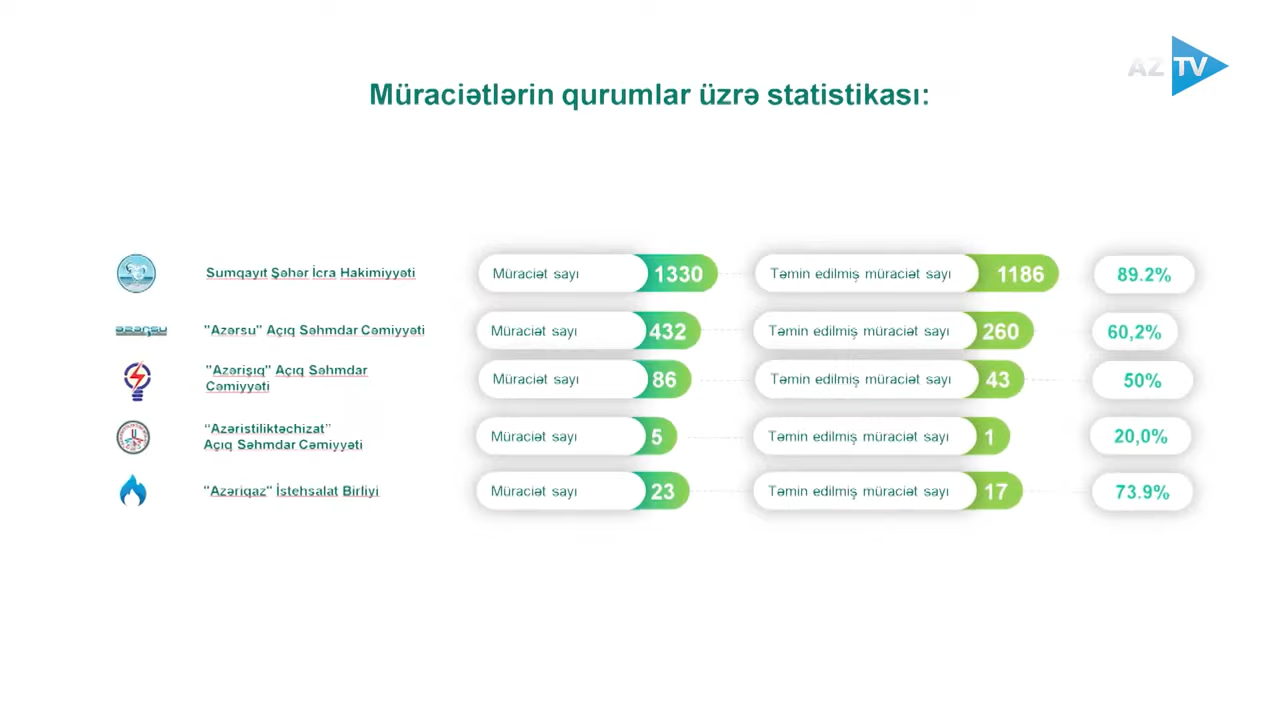 AZTV
Müraciətlərin qurumlar üzrə statistikası:
Sumqayıt Şəhər İcra Hakimiyyəti Müraciət sayı 1330 Təmin edilmiş müraciət sayı 1186 89.2%
azərsu "Azərsu" Açıq Səhmdar Cəmiyyəti Müraciət sayı 432 Təmin edilmiş müraciət sayı 260 60,2%
"Azərişıq" Açıq Səhmdar
Cəmiyyəti
Müraciət sayı 86 Təmin edilmiş müraciət sayı 43 50%
“Azəristiliktəchizat”
Açıq Səhmdar Cəmiyyəti
Müraciət sayı 5 Təmin edilmiş müraciət sayı 1 20,0%
"Azəriqaz" İstehsalat Birliyi Müraciət sayı 23 Təmin edilmiş müraciət sayı 17 73.9%